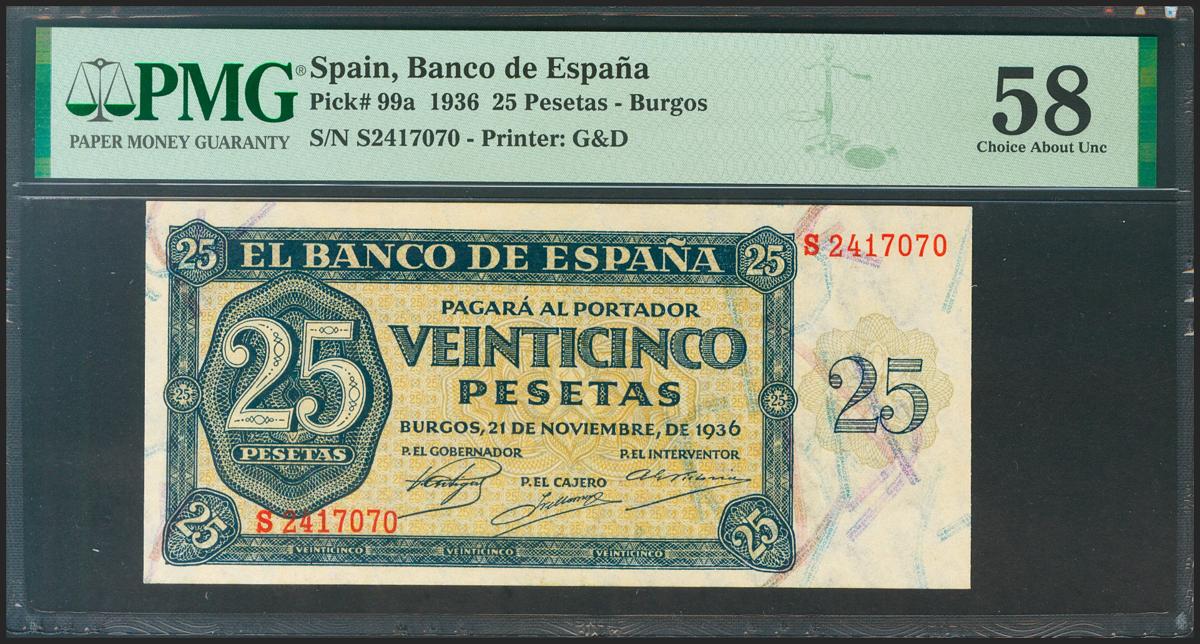 PMG®
PAPER MONEY GUARANTY
Spain, Banco de España
Pick# 99a 1936 25 Pesetas - Burgos
S/N S2417070 - Printer: G&D
58
Choice About Unc
25 EL BANCO DE ESPAÑA 25
S 2417070
PAGARÁ AL PORTADOR
VEINTICINCO
PESETAS
25
PESETAS
25
25
25
BURGOS, 21 DE NOVIEMBRE, DE 1936
P. EL GOBERNADOR
P. EL INTERVENTOR
P. EL CAJERO
S 2417070
25
25
VEINTICINCO VEINTICINCO VEINTICINCO